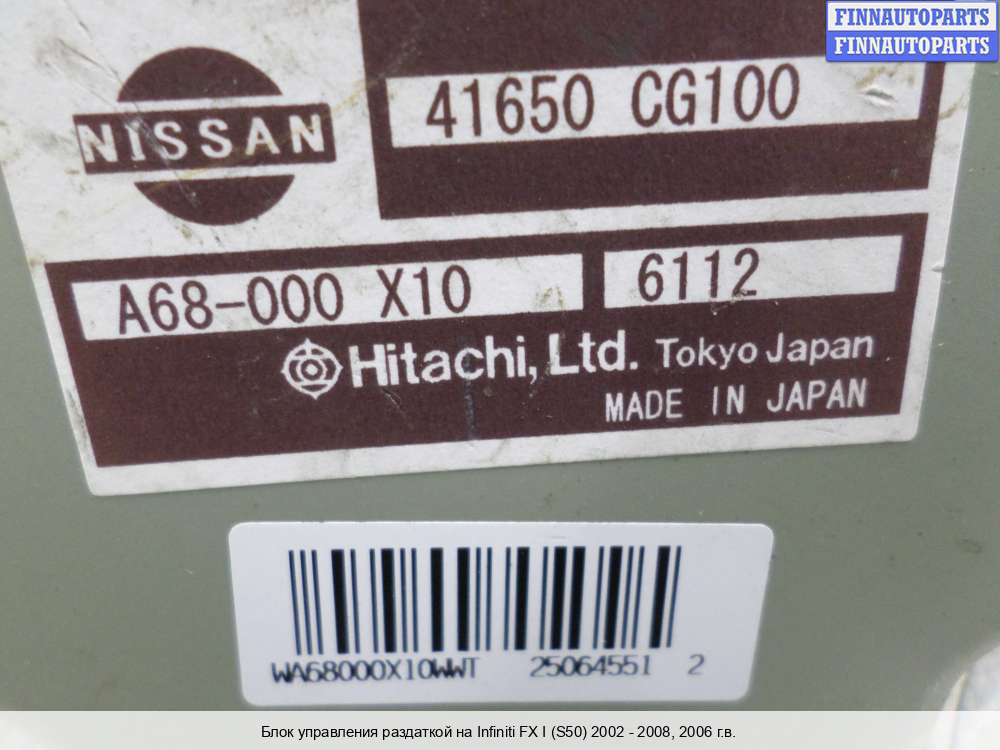 FINNAUTOPARTS
FINNAUTOPARTS
41650 CG100
NISSAN
A68-000 X10
6112
Hitachi, Ltd. Tokyo Japan
MADE IN JAPAN
WA68000X10WWT 25064551 2
Блок управления раздаткой на Infiniti FX I (S50) 2002 - 2008, 2006 г.в.